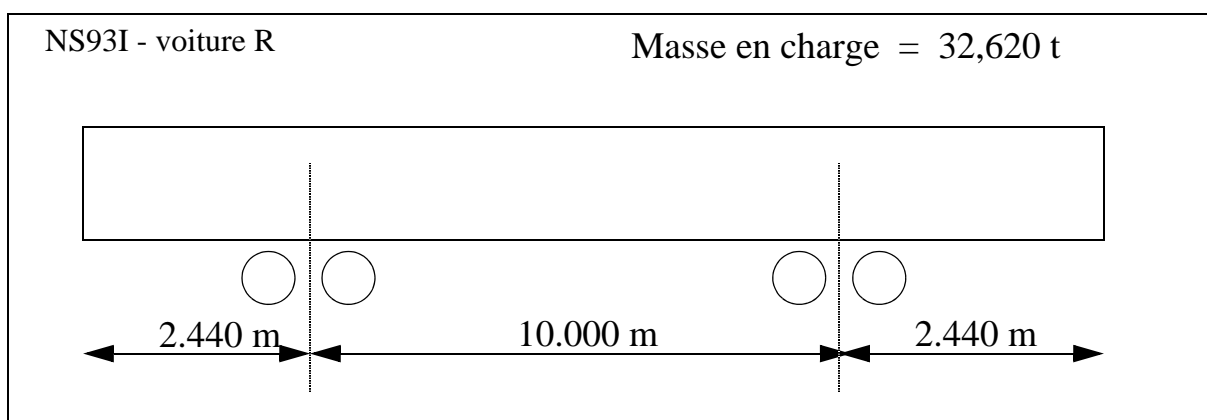 NS93I - voiture R
Masse en charge = 32,620 t
2.440 m
10.000 m
2.440 m